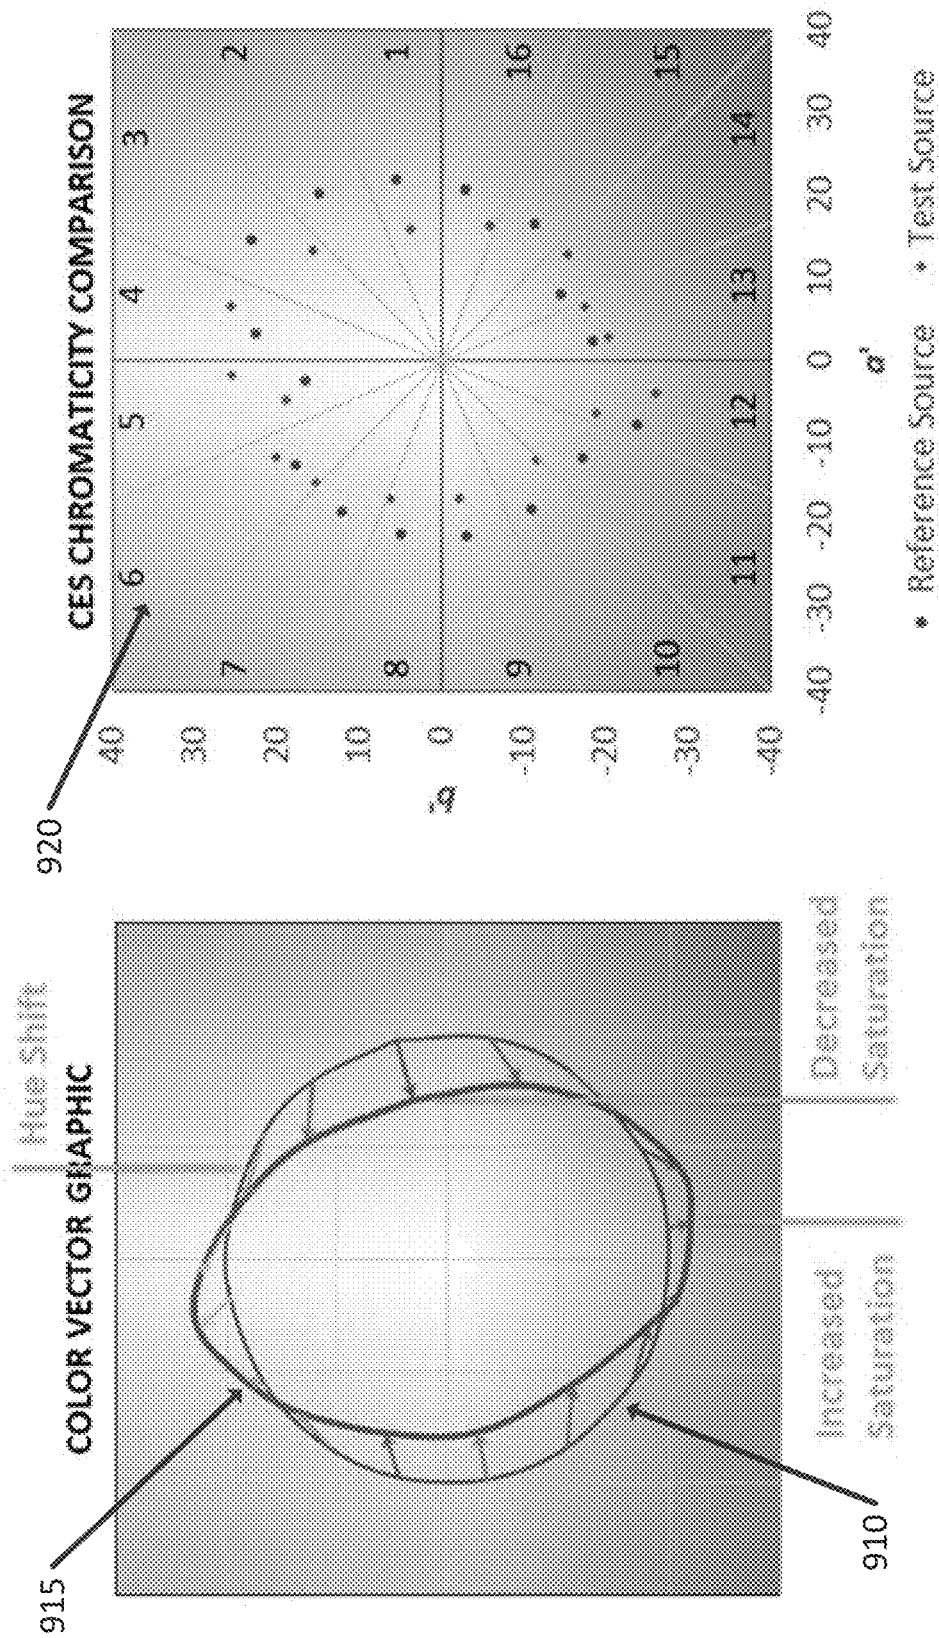 915
910
Hue Shift
COLOR VECTOR GRAPHIC
Increased
Saturation
Decreased
Saturation
920
CES CHROMATICITY COMPARISON
40
30
20
10
0
-10
-20
-30
-40
b'
6 5 4 3
7 2
8 1
9 16
10 15
11 12 13 14
-40 -30 -20 -10 0 10 20 30 40
a'
• Reference Source • Test Source